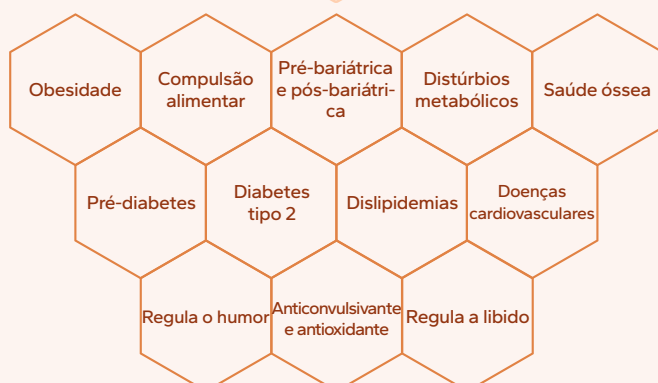 Obesidade
Compulsão
alimentar
Pré-bariátrica
e pós-bariátri-
ca
Distúrbios
metabólicos
Saúde óssea
Pré-diabetes
Diabetes
tipo 2
Dislipidemias
Doenças
cardiovasculares
Regula o humor
Anticonvulsivante
e antioxidante
Regula a libido